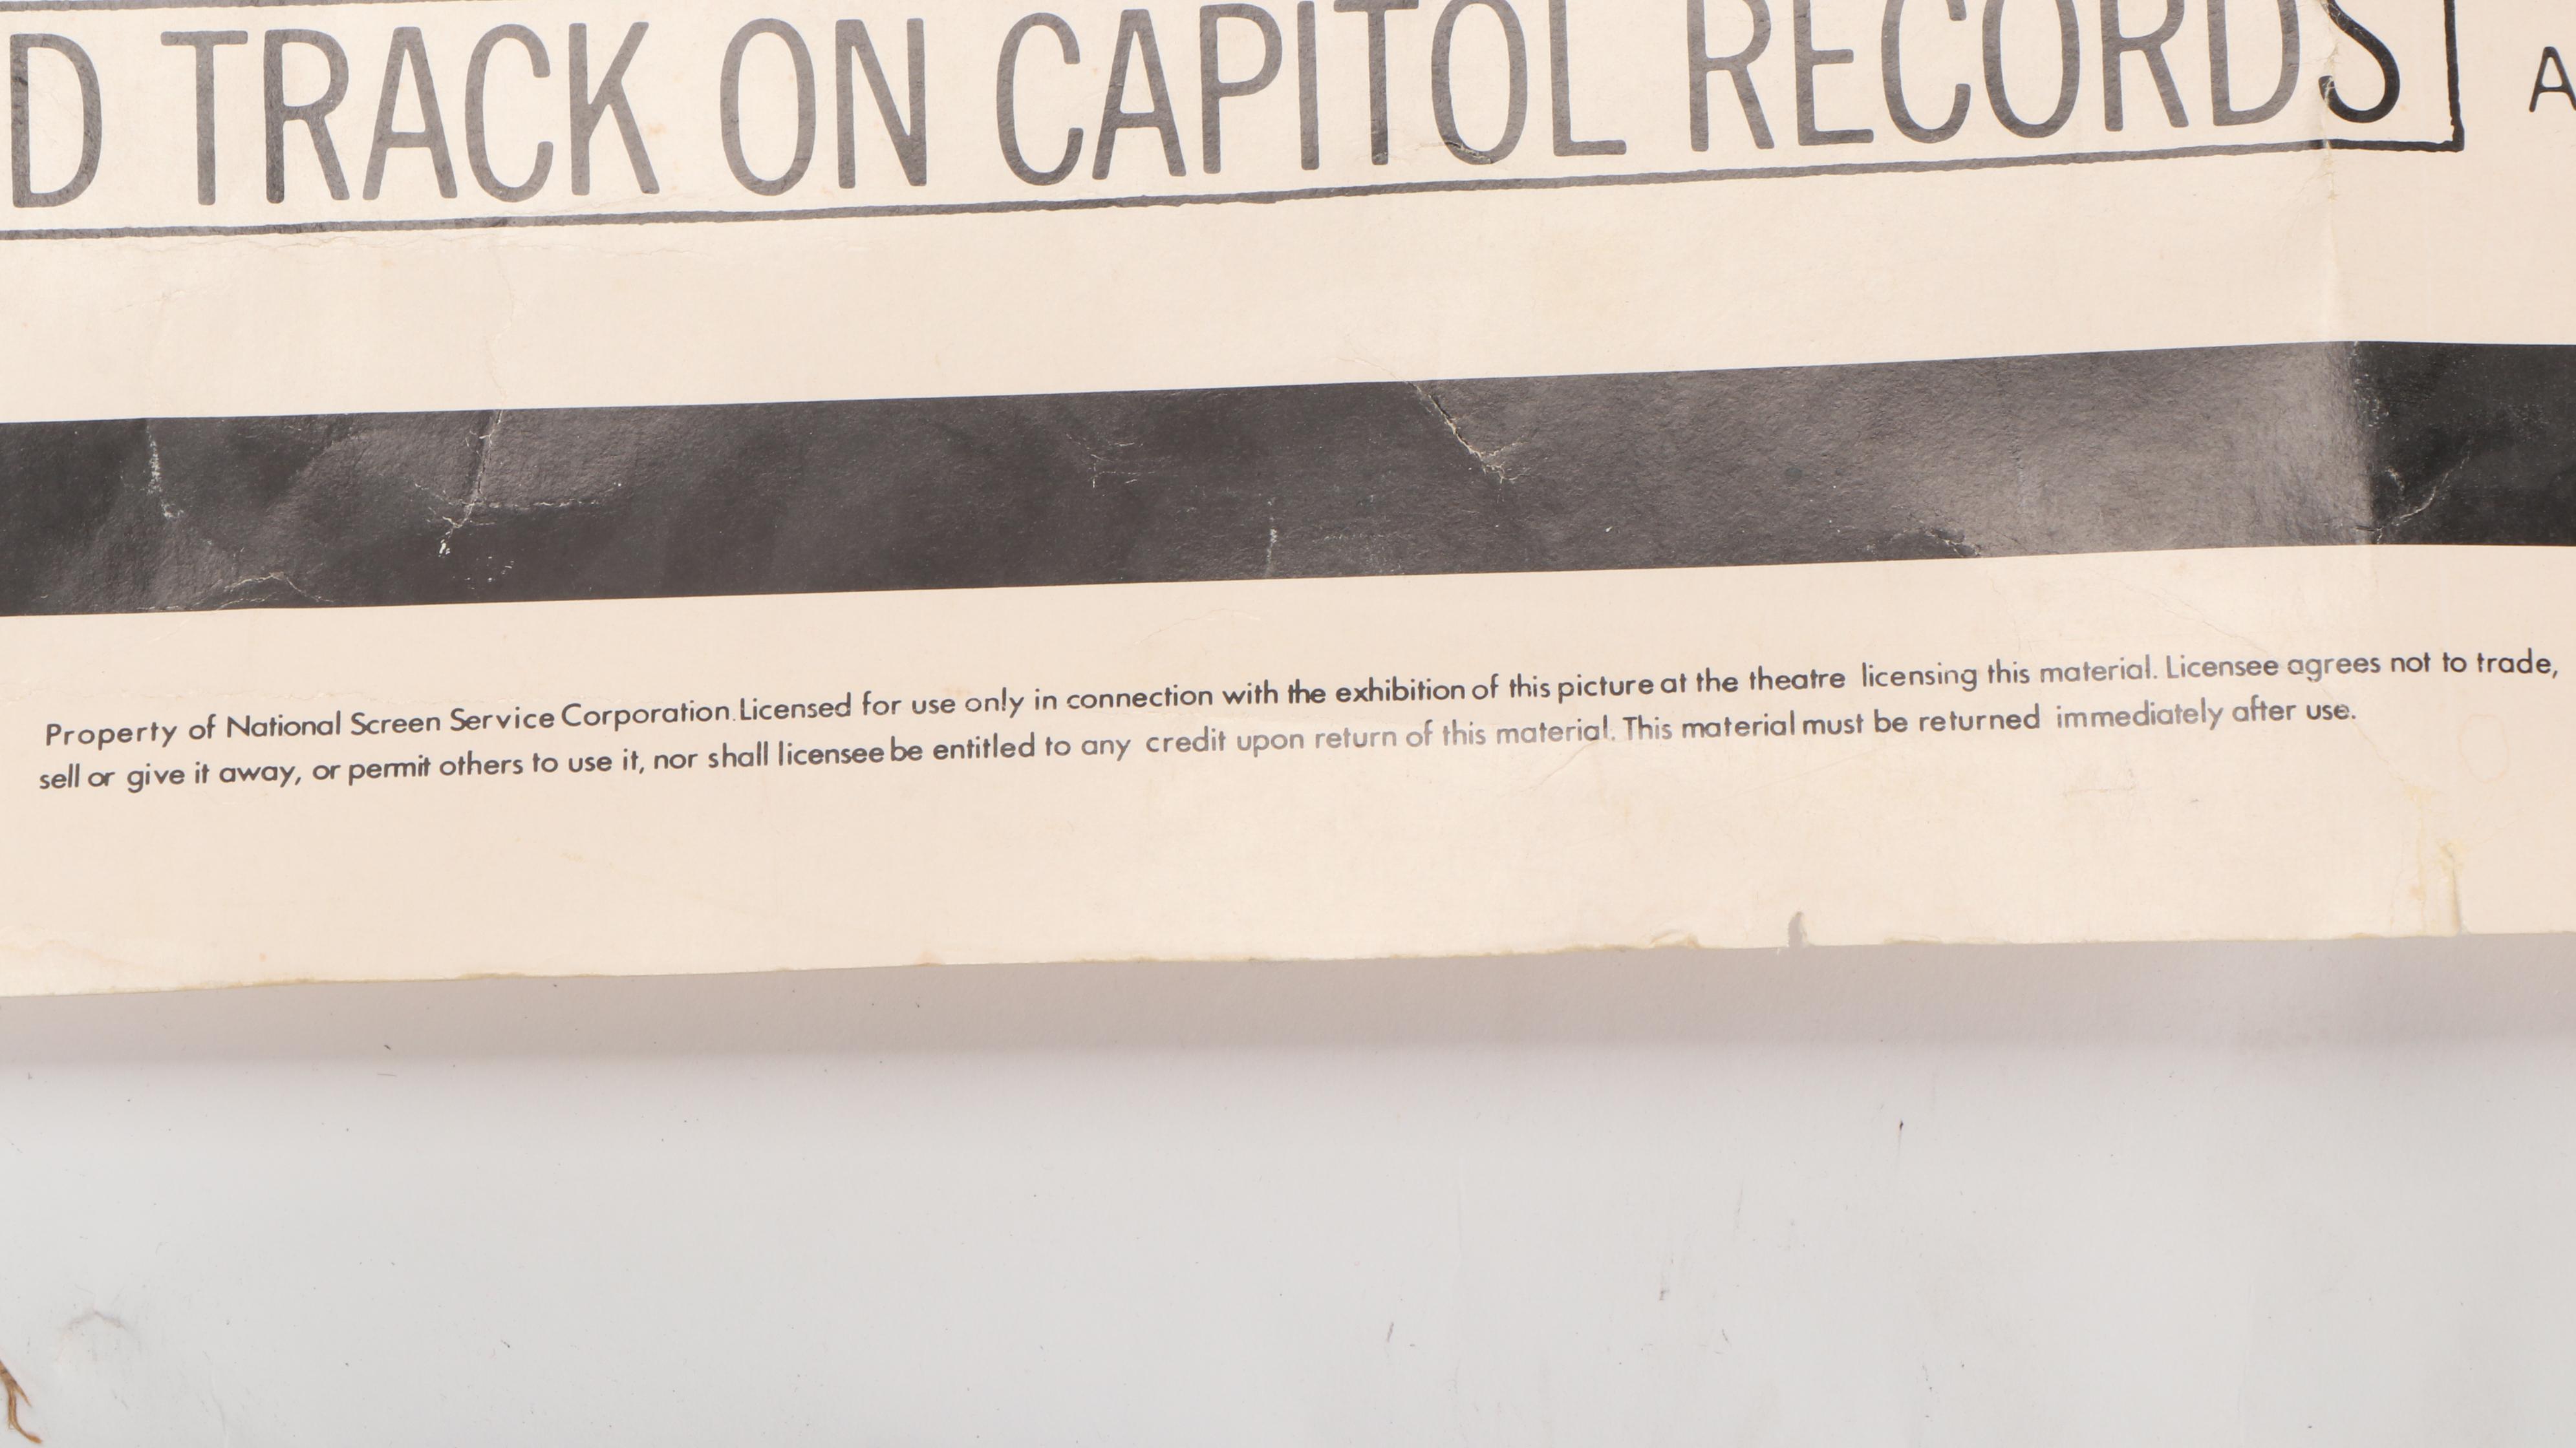 D TRACK ON CAPITOL RECORDS
A
Property of National Screen Service Corporation. Licensed for use only in connection with the exhibition of this picture at the theatre licensing this material. Licensee agrees not to trade,
sell or give it away, or permit others to use it, nor shall licensee be entitled to any credit upon return of this material. This material must be returned immediately after use.